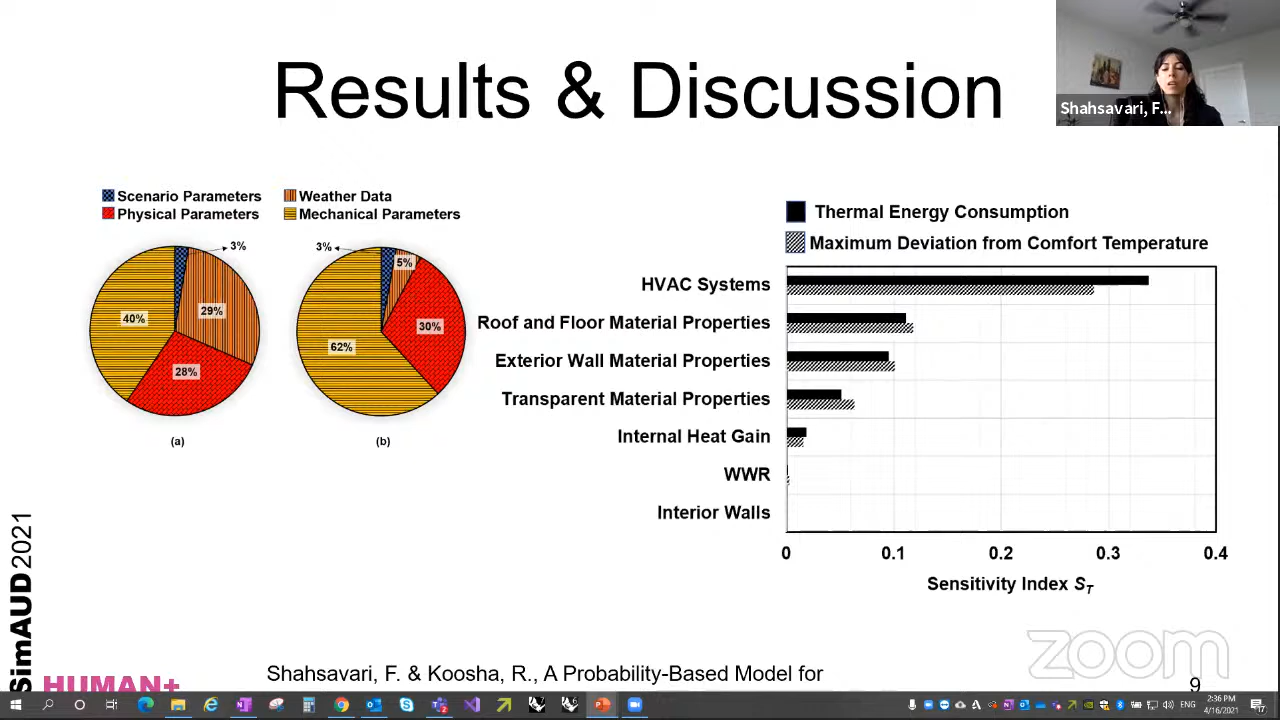 Results & Discussion
Shahsavari, F...
Scenario Parameters
Weather Data
Physical Parameters
Mechanical Parameters
3%
29%
28%
40%
(a)
3%
5%
30%
62%
(b)
Thermal Energy Consumption
Maximum Deviation from Comfort Temperature
HVAC Systems
Roof and Floor Material Properties
Exterior Wall Material Properties
Transparent Material Properties
Internal Heat Gain
WWR
Interior Walls
0 0.1 0.2 0.3 0.4
Sensitivity Index S_T
SimAUD2021
HUMAN+
Shahsavari, F. & Koosha, R., A Probability-Based Model for
zoom
9
2:36 PM
4/16/2021